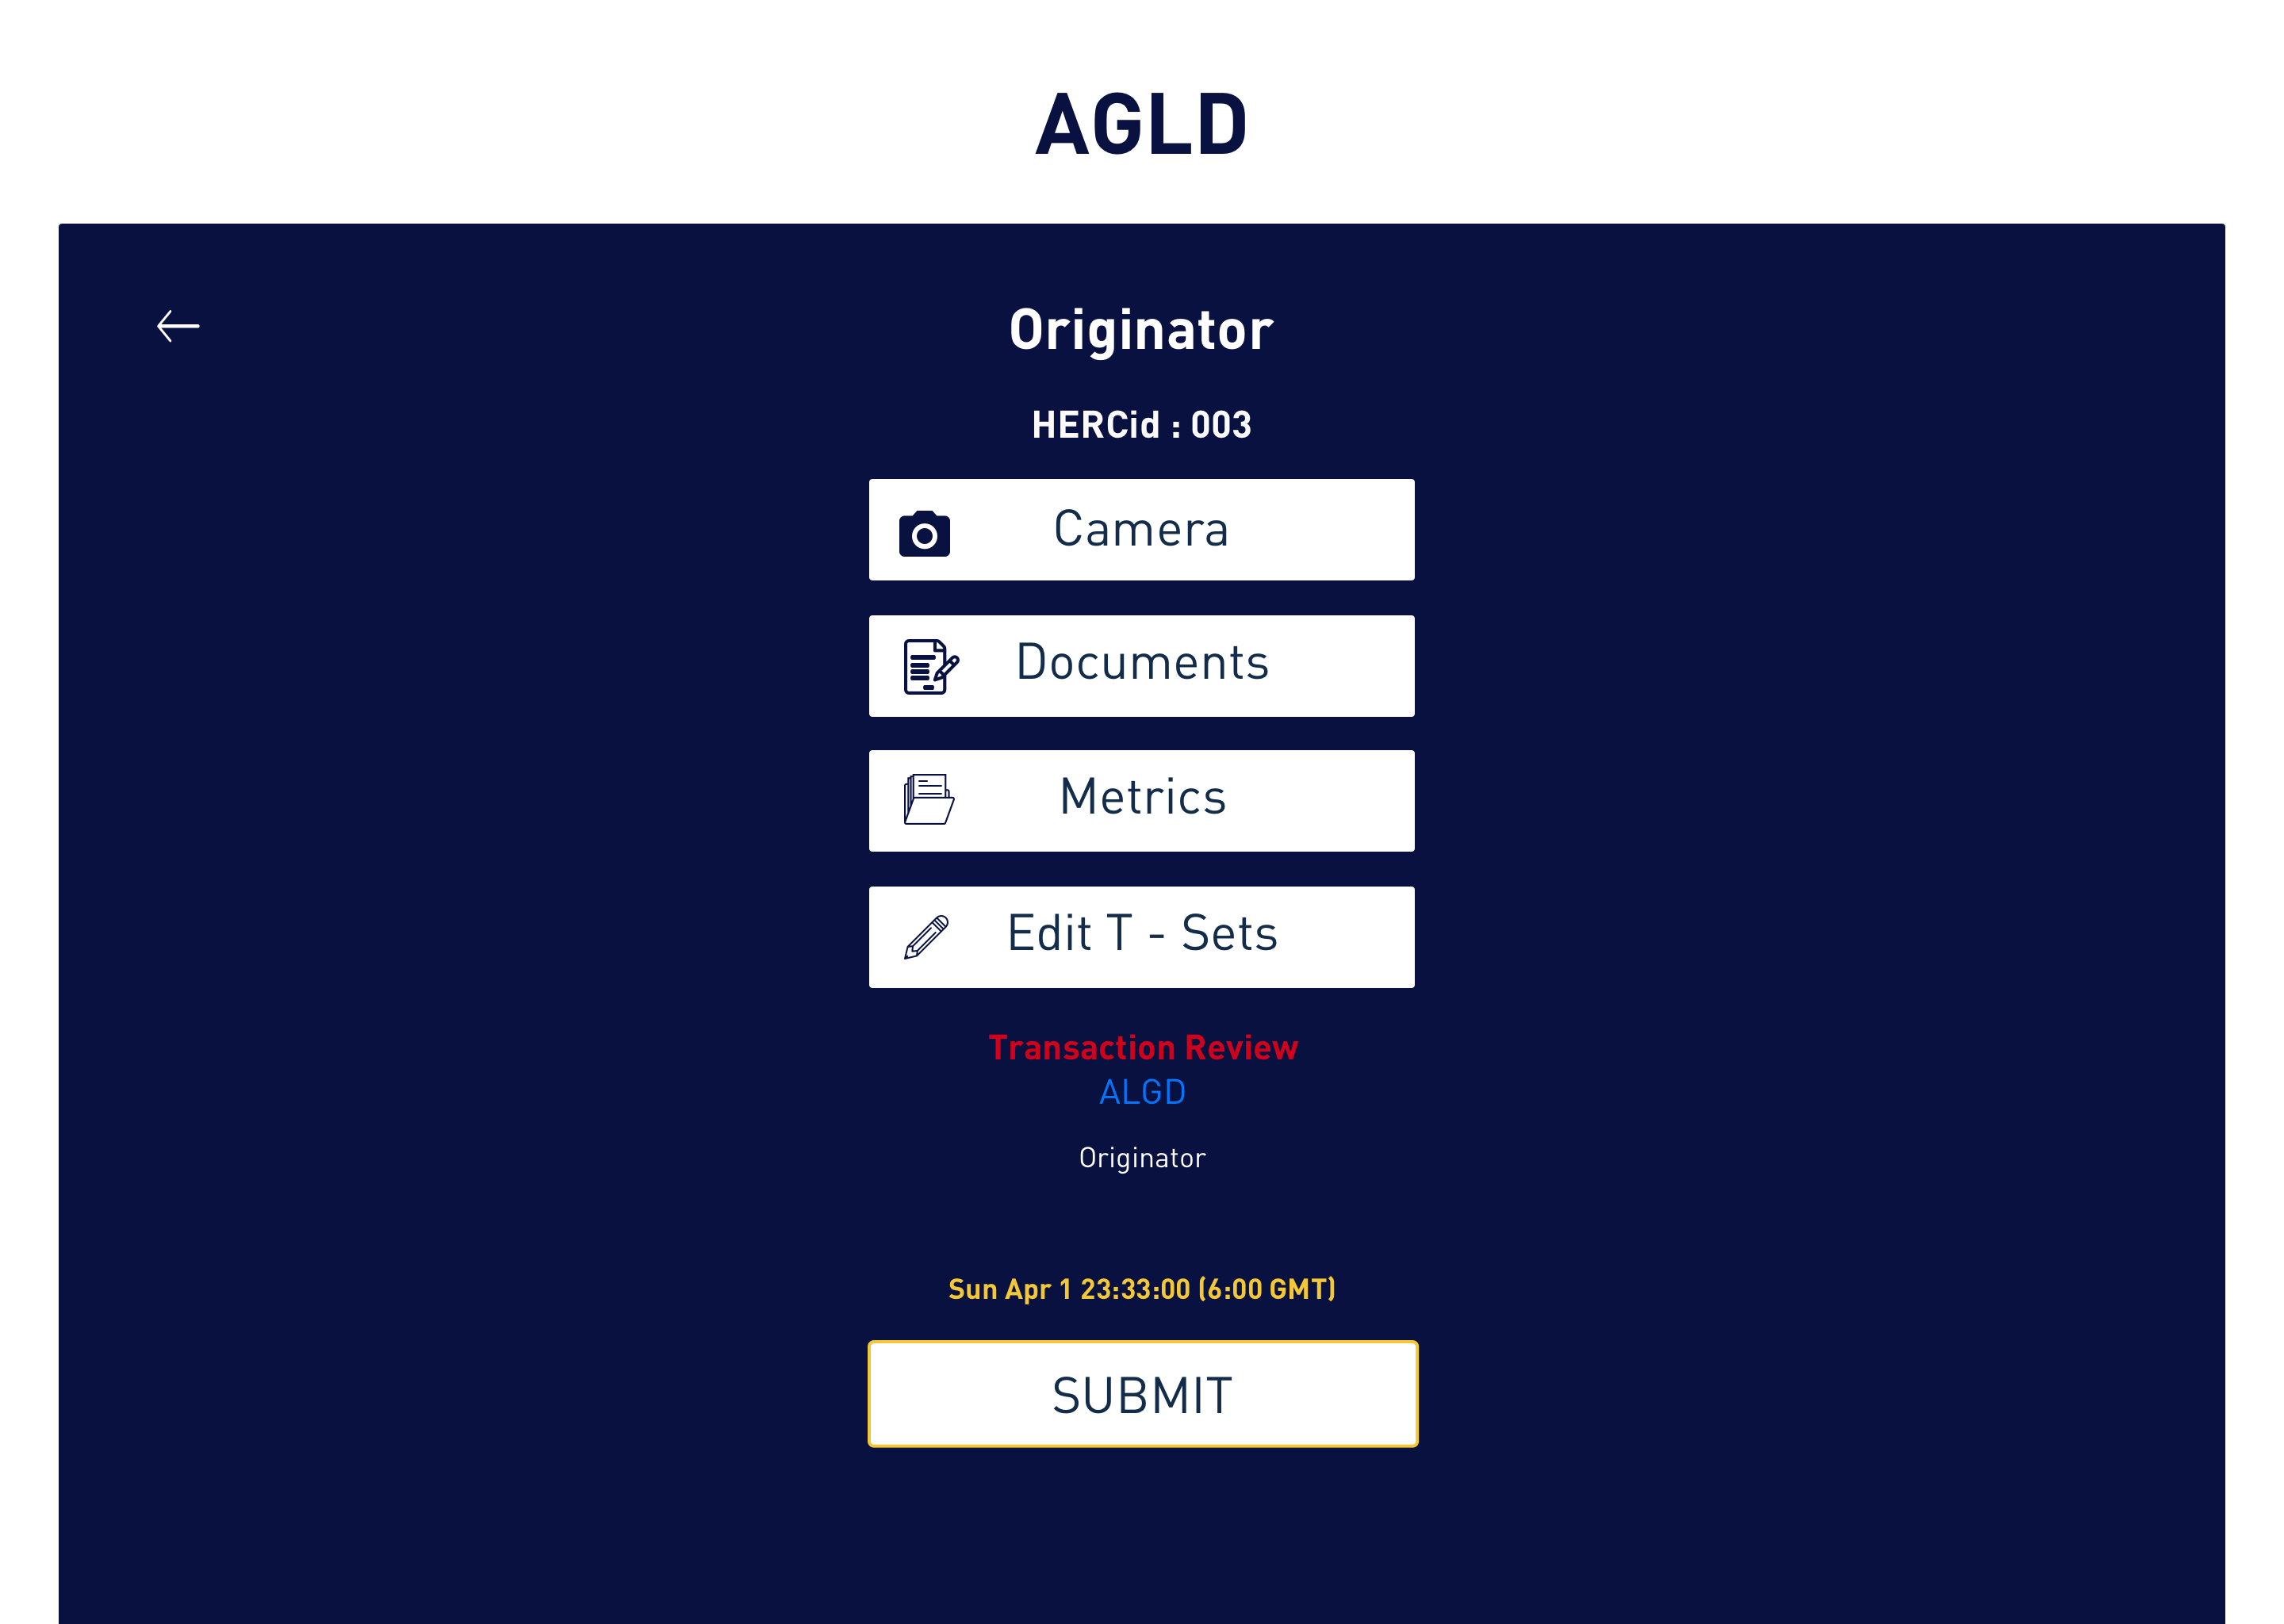 AGLD
Originator
HERCid : 003
Camera
Documents
Metrics
Edit T - Sets
Transaction Review
ALGD
Originator
Sun Apr 1 23:33:00 (6:00 GMT)
SUBMIT